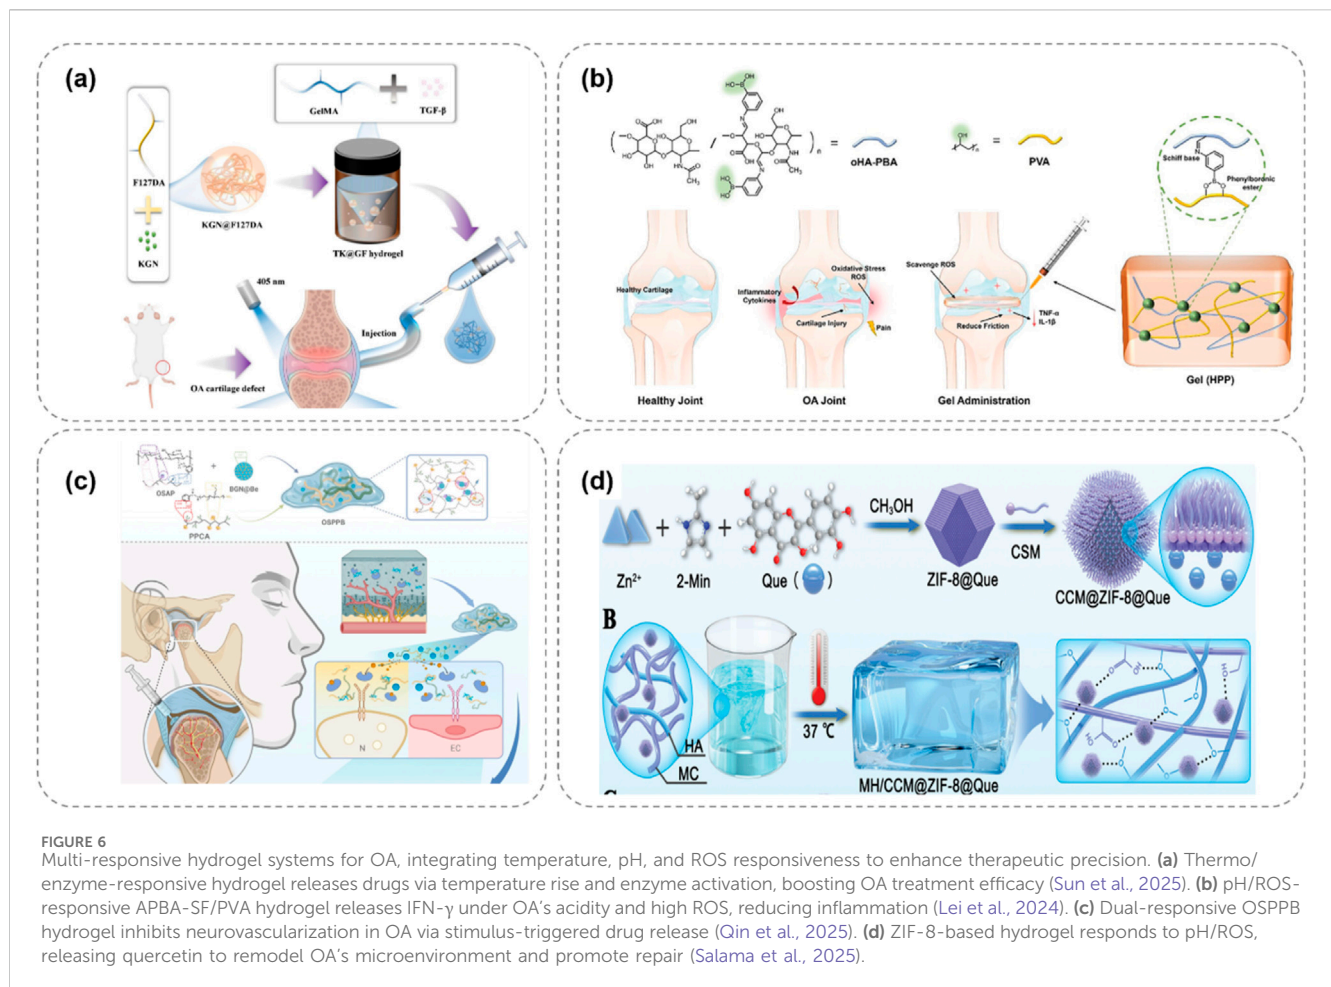 (a)
GelMA
TGF-β
F127DA
KGN@F127DA
KGN
TK@GF hydrogel
405 nm
Injection
OA cartilage defect
(b)
HO
OH
B
OH
OH
HO
O
OH
NH
O
CH₃
n
=
oHA-PBA
OH
n
=
PVA
Schiff base
Phenylboronic
ester
Healthy Cartilage
Inflammatory
Cytokines
Oxidative Stress
ROS
Cartilage Injury
Pain
Scavenge ROS
Reduce Friction
TNF-α
IL-1β
Healthy Joint
OA Joint
Gel Administration
Gel (HPP)
(c)
OSAP
+
BGN@Be
PPCA
OSPPB
N
EC
(d)
Zn²⁺
+
2-Min
+
Que ( )
CH₃OH
ZIF-8@Que
CSM
CCM@ZIF-8@Que
B
HA
MC
37 ℃
MH/CCM@ZIF-8@Que
FIGURE 6
Multi-responsive hydrogel systems for OA, integrating temperature, pH, and ROS responsiveness to enhance therapeutic precision. (a) Thermo/
enzyme-responsive hydrogel releases drugs via temperature rise and enzyme activation, boosting OA treatment efficacy (Sun et al., 2025). (b) pH/ROS-
responsive APBA-SF/PVA hydrogel releases IFN-γ under OA's acidity and high ROS, reducing inflammation (Lei et al., 2024). (c) Dual-responsive OSPPB
hydrogel inhibits neurovascularization in OA via stimulus-triggered drug release (Qin et al., 2025). (d) ZIF-8-based hydrogel responds to pH/ROS,
releasing quercetin to remodel OA's microenvironment and promote repair (Salama et al., 2025).